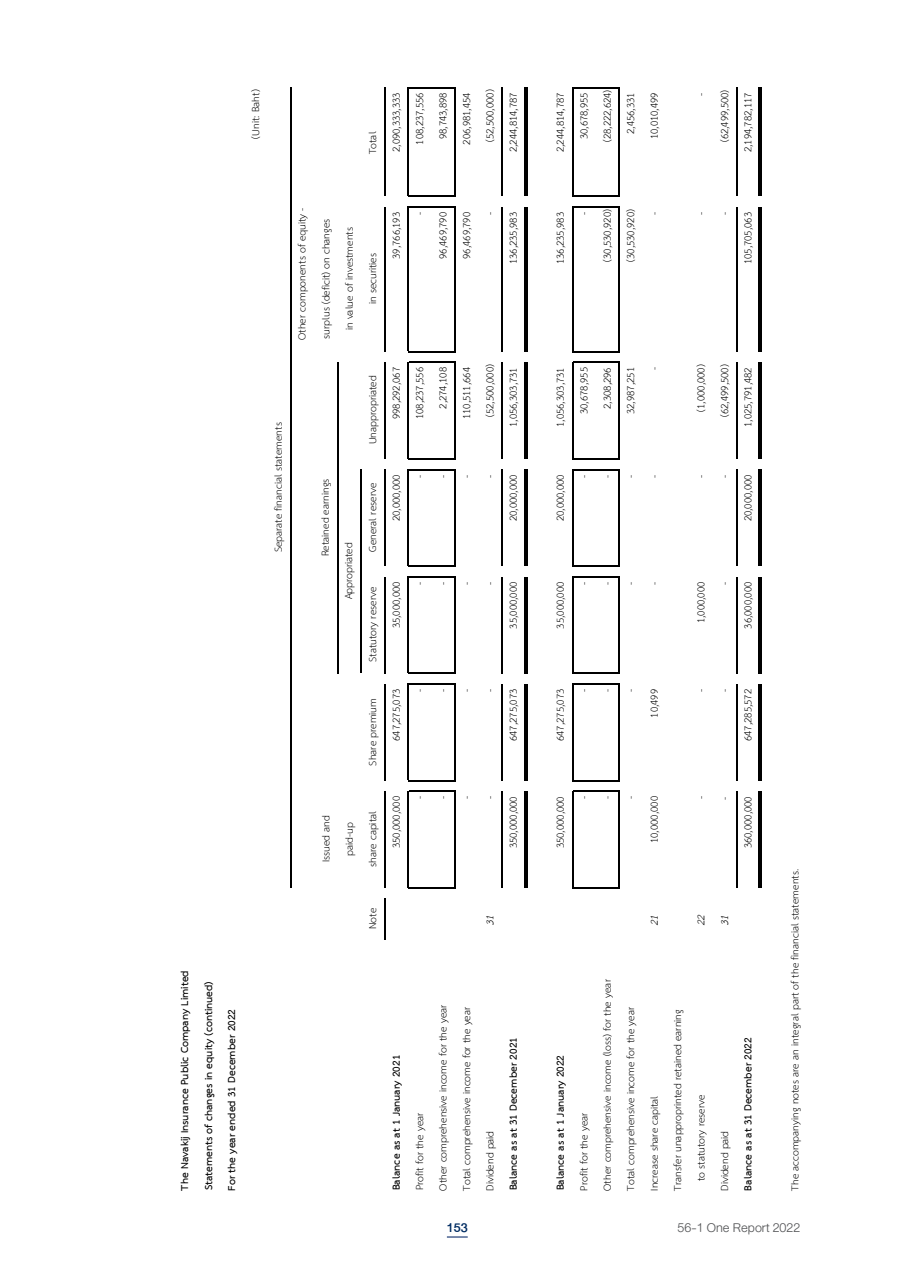 The Navakij Insurance Public Company Limited
Statements of changes in equity (continued)
For the year ended 31 December 2022
(Unit: Baht)
Separate financial statements
Other components of equity -
Issued and Retained earnings surplus (deficit) on changes
paid-up Appropriated in value of investments
Note share capital Share premium Statutory reserve General reserve Unappropriated in securities Total
Balance as at 1 January 2021 350,000,000 647,275,073 35,000,000 20,000,000 998,292,067 39,766,193 2,090,333,333
Profit for the year - - - - 108,237,556 - 108,237,556
Other comprehensive income for the year - - - - 2,274,108 96,469,790 98,743,898
Total comprehensive income for the year - - - - 110,511,664 96,469,790 206,981,454
Dividend paid 31 - - - - (52,500,000) - (52,500,000)
Balance as at 31 December 2021 350,000,000 647,275,073 35,000,000 20,000,000 1,056,303,731 136,235,983 2,244,814,787
Balance as at 1 January 2022 350,000,000 647,275,073 35,000,000 20,000,000 1,056,303,731 136,235,983 2,244,814,787
Profit for the year - - - - 30,678,955 - 30,678,955
Other comprehensive income (loss) for the year - - - - 2,308,296 (30,530,920) (28,222,624)
Total comprehensive income for the year - - - - 32,987,251 (30,530,920) 2,456,331
Increase share capital 21 10,000,000 10,499 - - - - 10,010,499
Transfer unapproprinted retained earning
to statutory reserve 22 - - 1,000,000 - (1,000,000) - -
Dividend paid 31 - - - - (62,499,500) - (62,499,500)
Balance as at 31 December 2022 360,000,000 647,285,572 36,000,000 20,000,000 1,025,791,482 105,705,063 2,194,782,117
The accompanying notes are an integral part of the financial statements.
153
56-1 One Report 2022